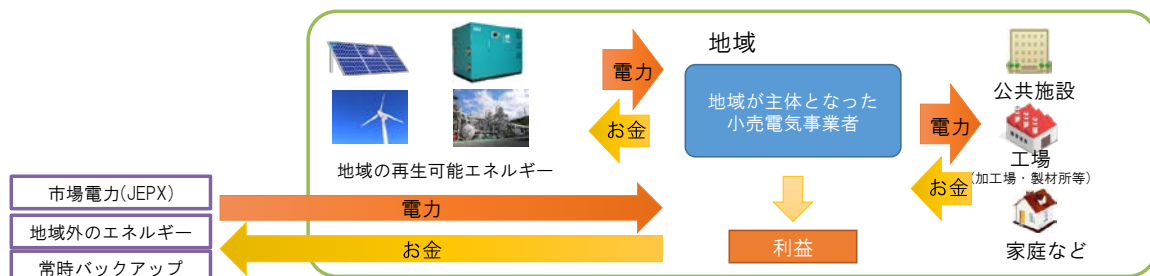 地域
電力
お金
地域の再生可能エネルギー
地域が主体となった
小売電気事業者
電力
お金
公共施設
工場
(加工場・製材所等)
家庭など
市場電力(JEPX)
地域外のエネルギー
常時バックアップ
電力
お金
利益